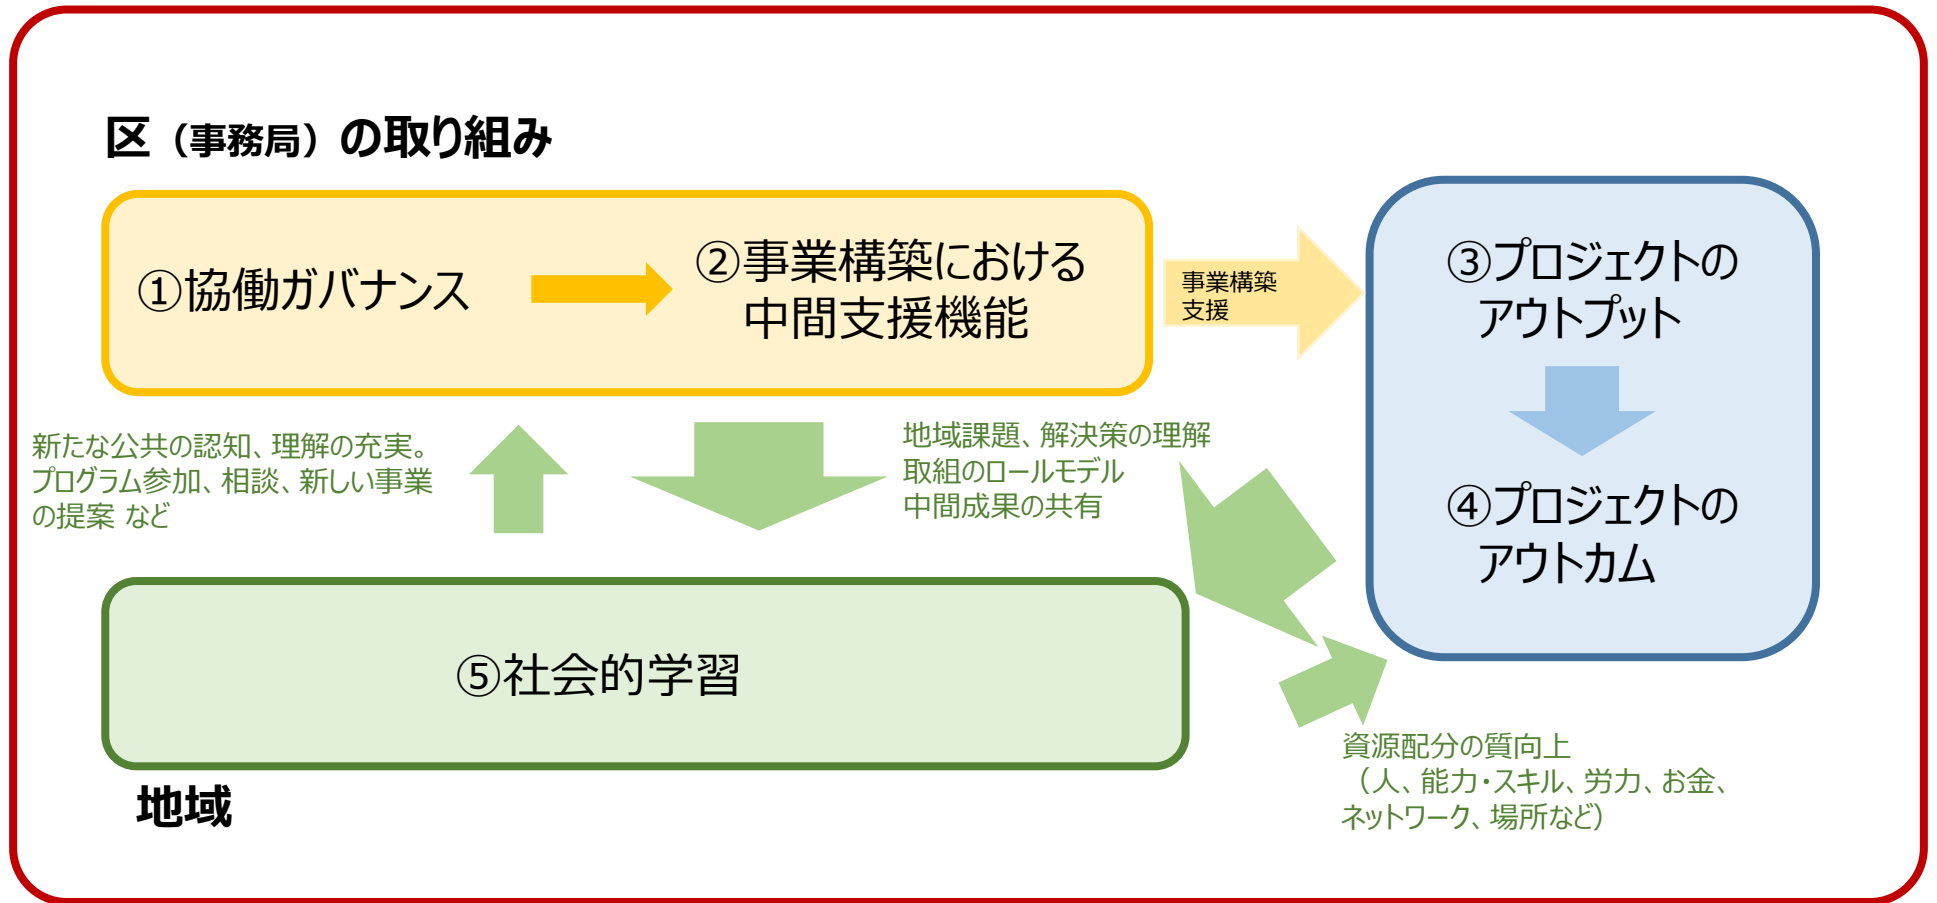 区（事務局）の取り組み
①協働ガバナンス
②事業構築における
中間支援機能
事業構築
支援
③プロジェクトの
アウトプット
④プロジェクトの
アウトカム
新たな公共の認知、理解の充実。
プログラム参加、相談、新しい事業
の提案 など
地域課題、解決策の理解
取組のロールモデル
中間成果の共有
⑤社会的学習
地域
資源配分の質向上
（人、能力・スキル、労力、お金、
ネットワーク、場所など）